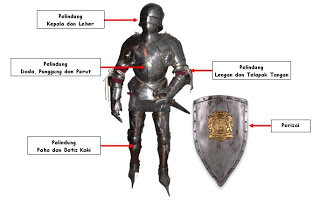 Pelindung
Kepala dan Leher
Pelindung
Dada, Punggung dan Perut
Pelindung
Lengan dan Telapak Tangan
Perisai
Pelindung
Paha dan Betis Kaki